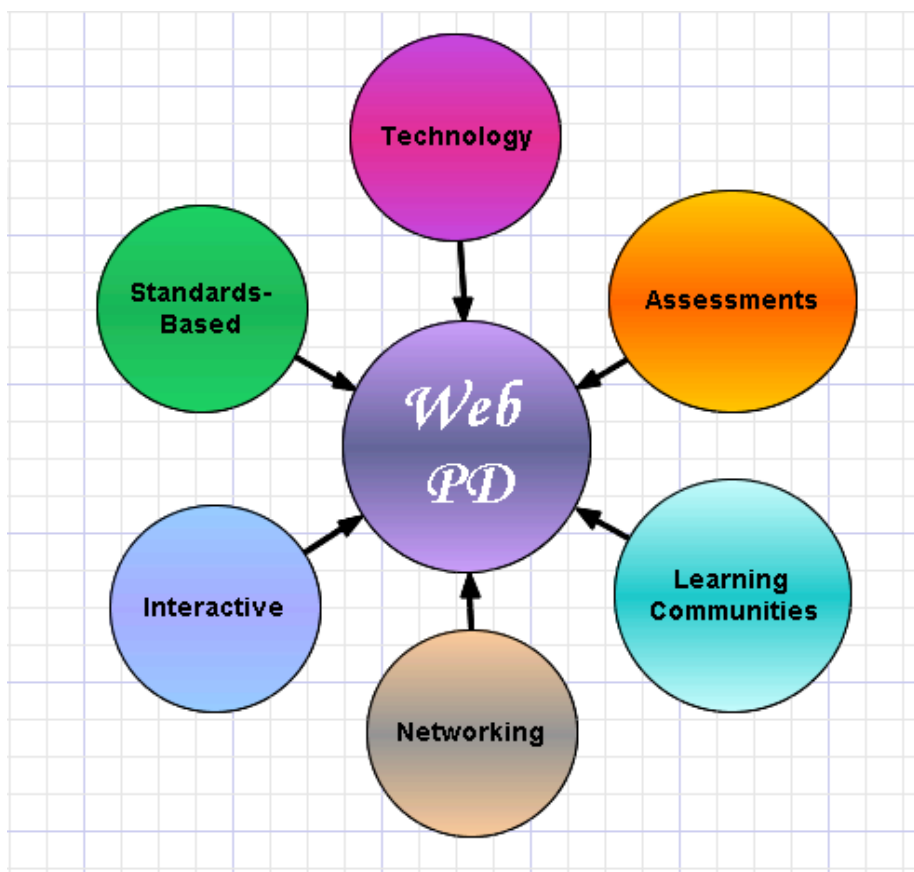 Technology
Standards-
Based
Assessments
Web
PD
Interactive
Learning
Communities
Networking